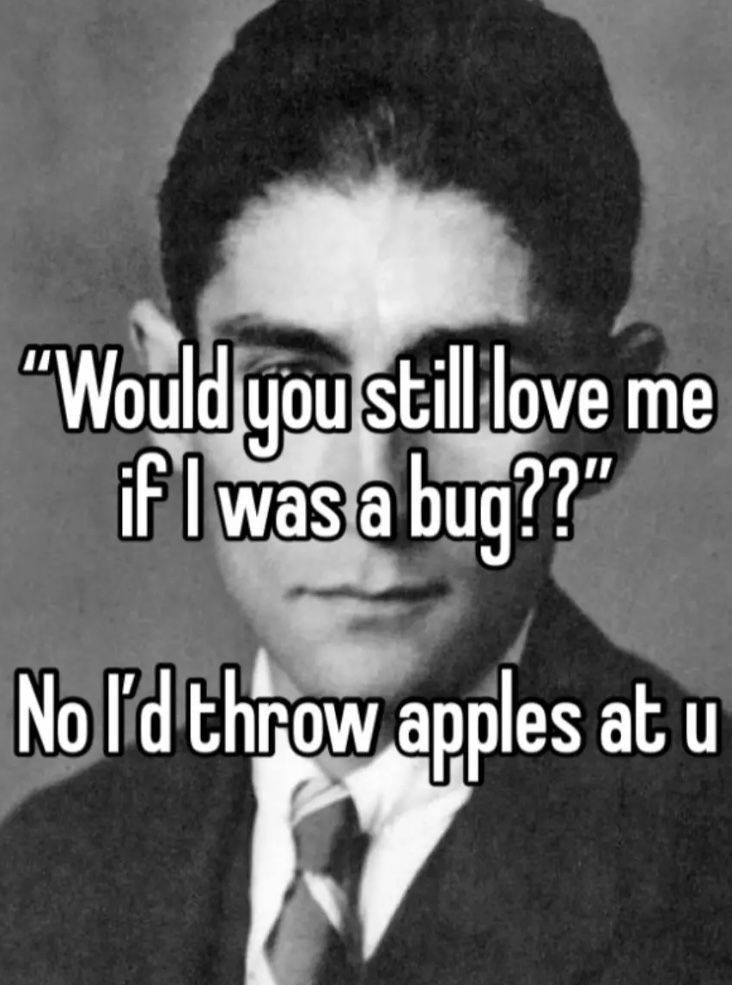 “Would you still love me
if I was a bug??”
No I’d throw apples at u